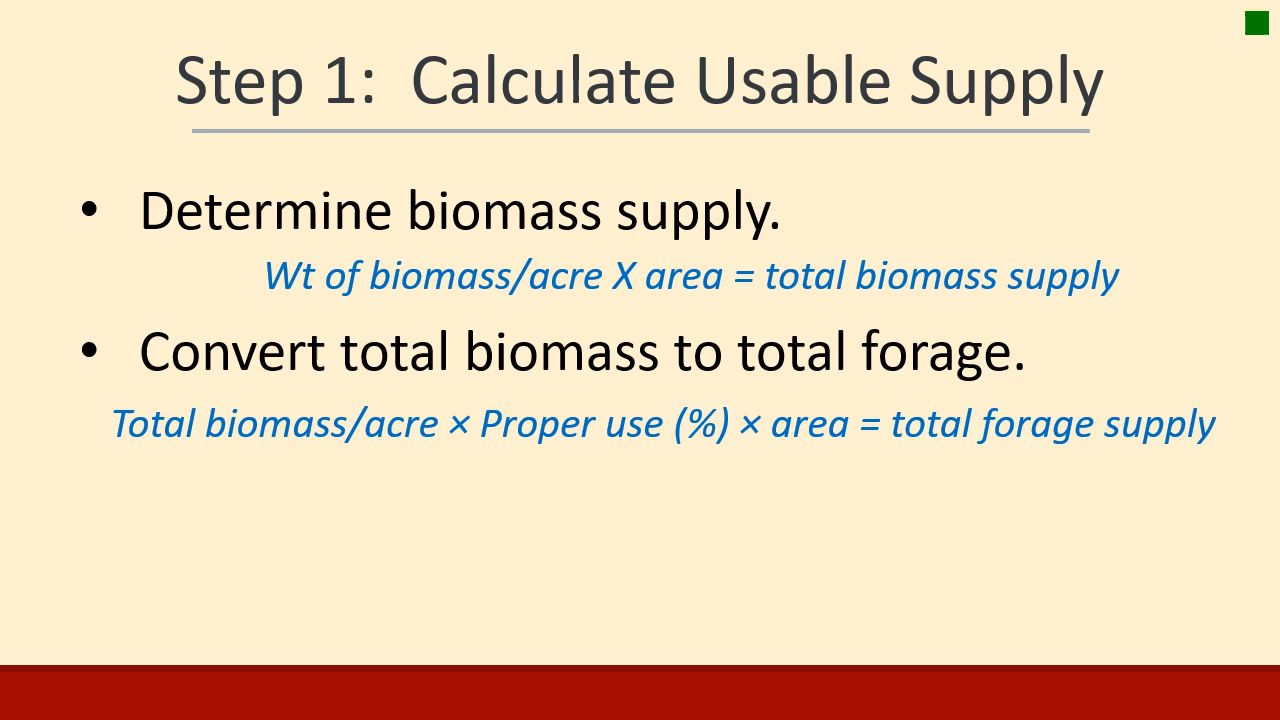 Step 1:  Calculate Usable Supply
• Determine biomass supply.
Wt of biomass/acre X area = total biomass supply
• Convert total biomass to total forage.
Total biomass/acre × Proper use (%) × area = total forage supply